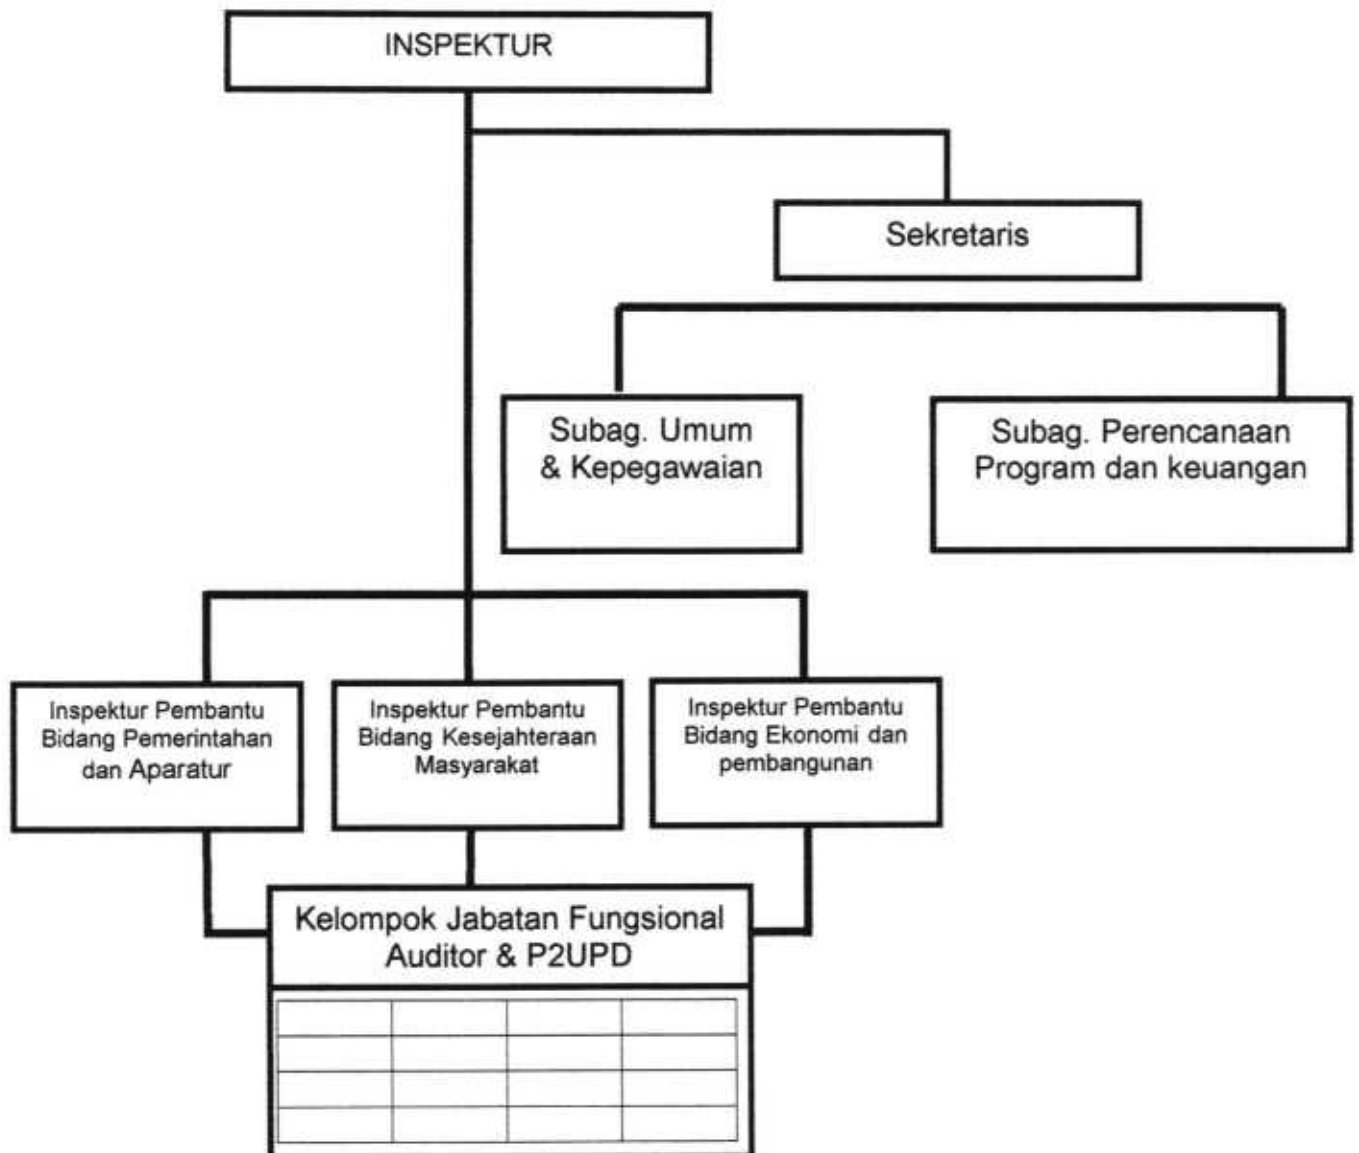 INSPEKTUR
Sekretaris
Subag. Umum
& Kepegawaian
Subag. Perencanaan
Program dan keuangan
Inspektur Pembantu
Bidang Pemerintahan
dan Aparatur
Inspektur Pembantu
Bidang Kesejahteraan
Masyarakat
Inspektur Pembantu
Bidang Ekonomi dan
pembangunan
Kelompok Jabatan Fungsional
Auditor & P2UPD